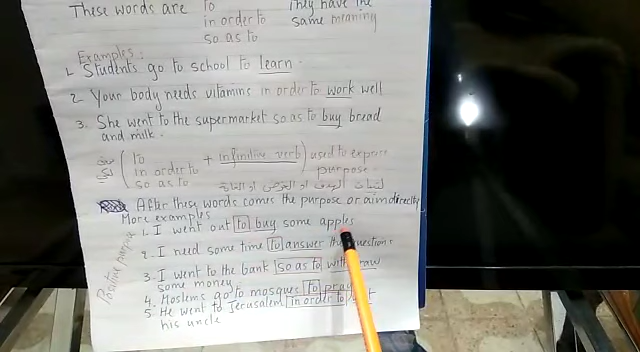 These words are to They have the
in order to same meaning
so as to
Examples:
1. Students go to school to learn.
2- Your body needs vitamins in order to work well
3. She went to the supermarket so as to buy bread
and milk.
( to
in order to + infinitive verb ) used to express
so as to purpose
After these words comes the purpose or aim directly
More examples
1. I went out to buy some apples
2. I need some time to answer the questions
3. I went to the bank so as to withdraw
some money.
4. Moslems go to mosques to pray
5. He went to Jerusalem in order to
his uncle
Positive purpose